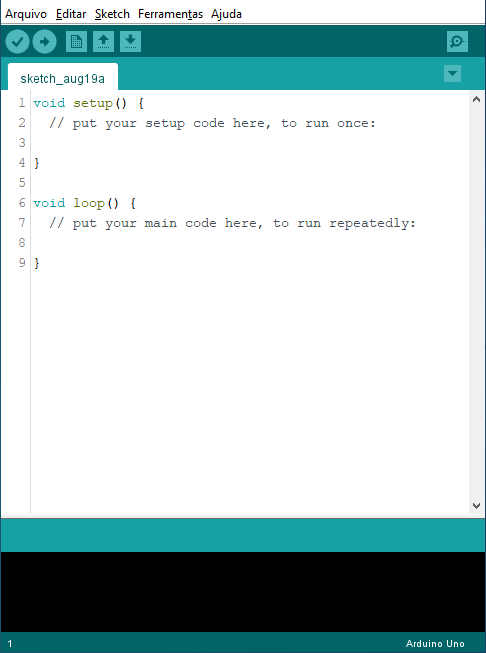 Arquivo Editar Sketch Ferramentas Ajuda
sketch_aug19a
1 void setup() {
2   // put your setup code here, to run once:
3
4 }
5
6 void loop() {
7   // put your main code here, to run repeatedly:
8
9 }
1 Arduino Uno